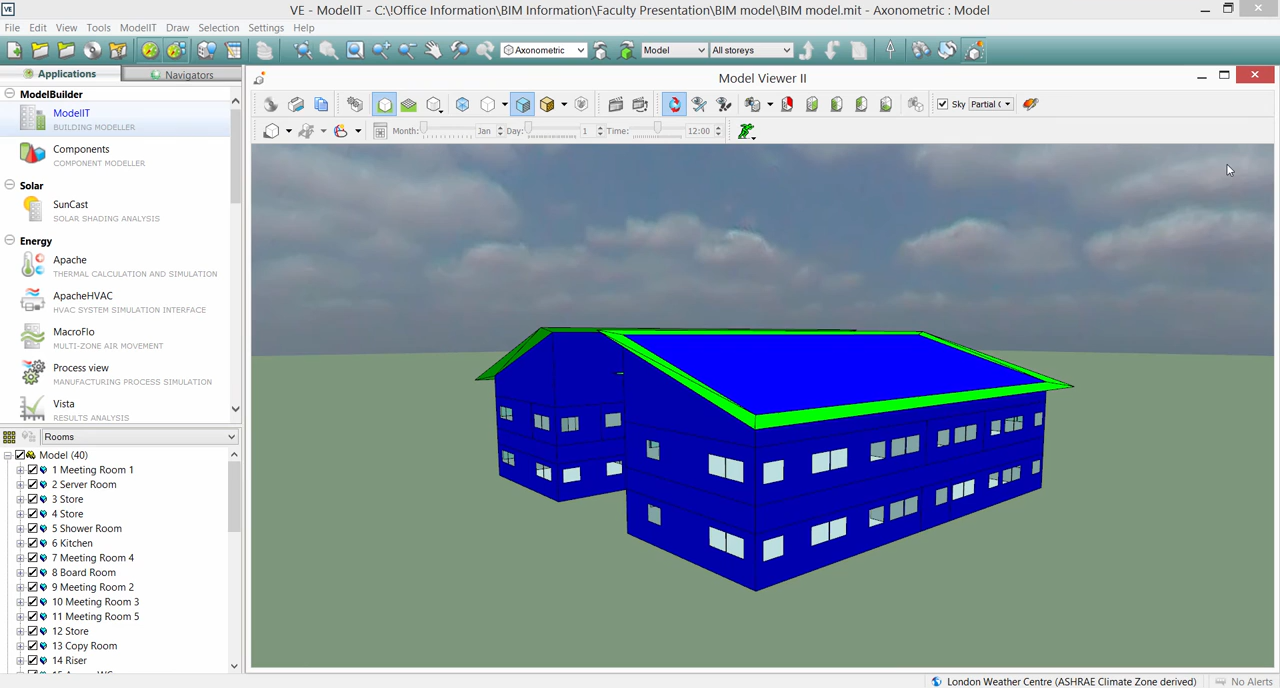 VE
VE - ModelIT - C:\!Office Information\BIM Information\Faculty Presentation\BIM model\BIM model.mit - Axonometric : Model
File Edit View Tools ModelIT Draw Selection Settings Help
Axonometric Model All storeys
Applications Navigators
Model Viewer II
ModelBuilder
ModelIT
BUILDING MODELLER
Sky Partial
Month: Jan Day: 1 Time: 12:00
Components
COMPONENT MODELLER
Solar
SunCast
SOLAR SHADING ANALYSIS
Energy
Apache
THERMAL CALCULATION AND SIMULATION
ApacheHVAC
HVAC SYSTEM SIMULATION INTERFACE
MacroFlo
MULTI-ZONE AIR MOVEMENT
Process view
MANUFACTURING PROCESS SIMULATION
Vista
RESULTS ANALYSIS
Rooms
Model (40)
1 Meeting Room 1
2 Server Room
3 Store
4 Store
5 Shower Room
6 Kitchen
7 Meeting Room 4
8 Board Room
9 Meeting Room 2
10 Meeting Room 3
11 Meeting Room 5
12 Store
13 Copy Room
14 Riser
London Weather Centre (ASHRAE Climate Zone derived) No Alerts